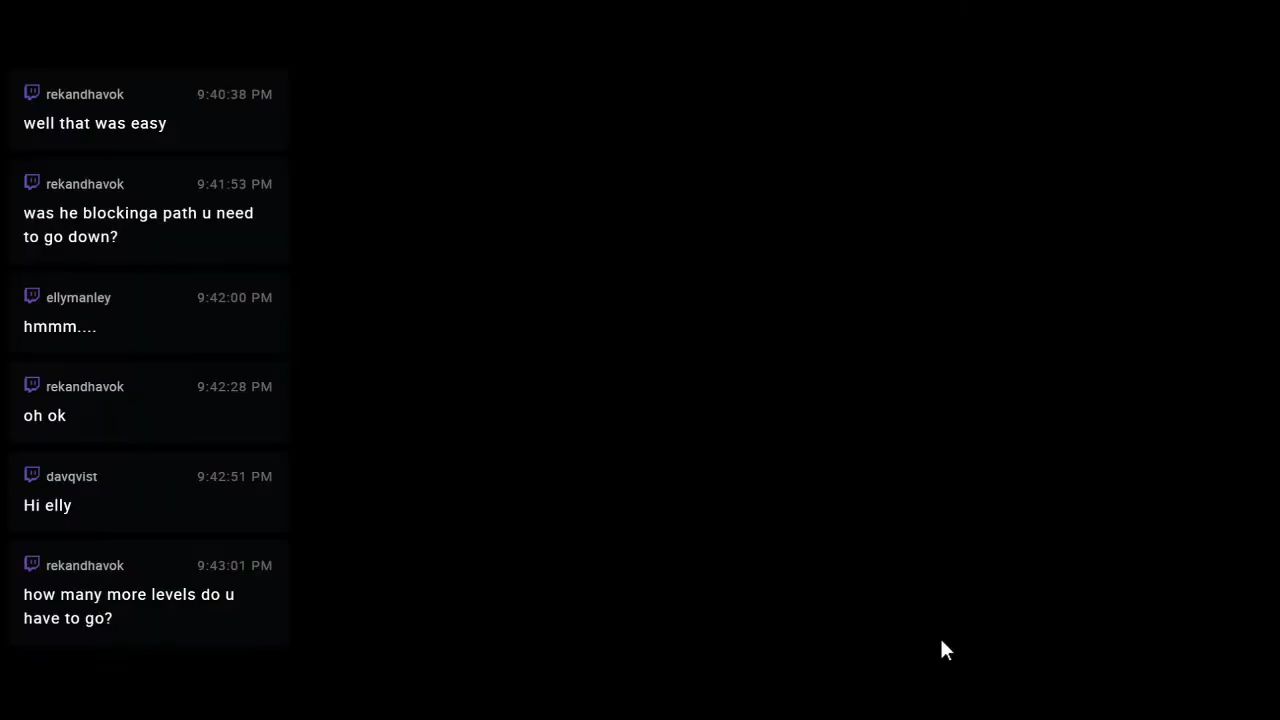 rekandhavok 9:40:38 PM
well that was easy
rekandhavok 9:41:53 PM
was he blockinga path u need
to go down?
ellymanley 9:42:00 PM
hmmm....
rekandhavok 9:42:28 PM
oh ok
davqvist 9:42:51 PM
Hi elly
rekandhavok 9:43:01 PM
how many more levels do u
have to go?